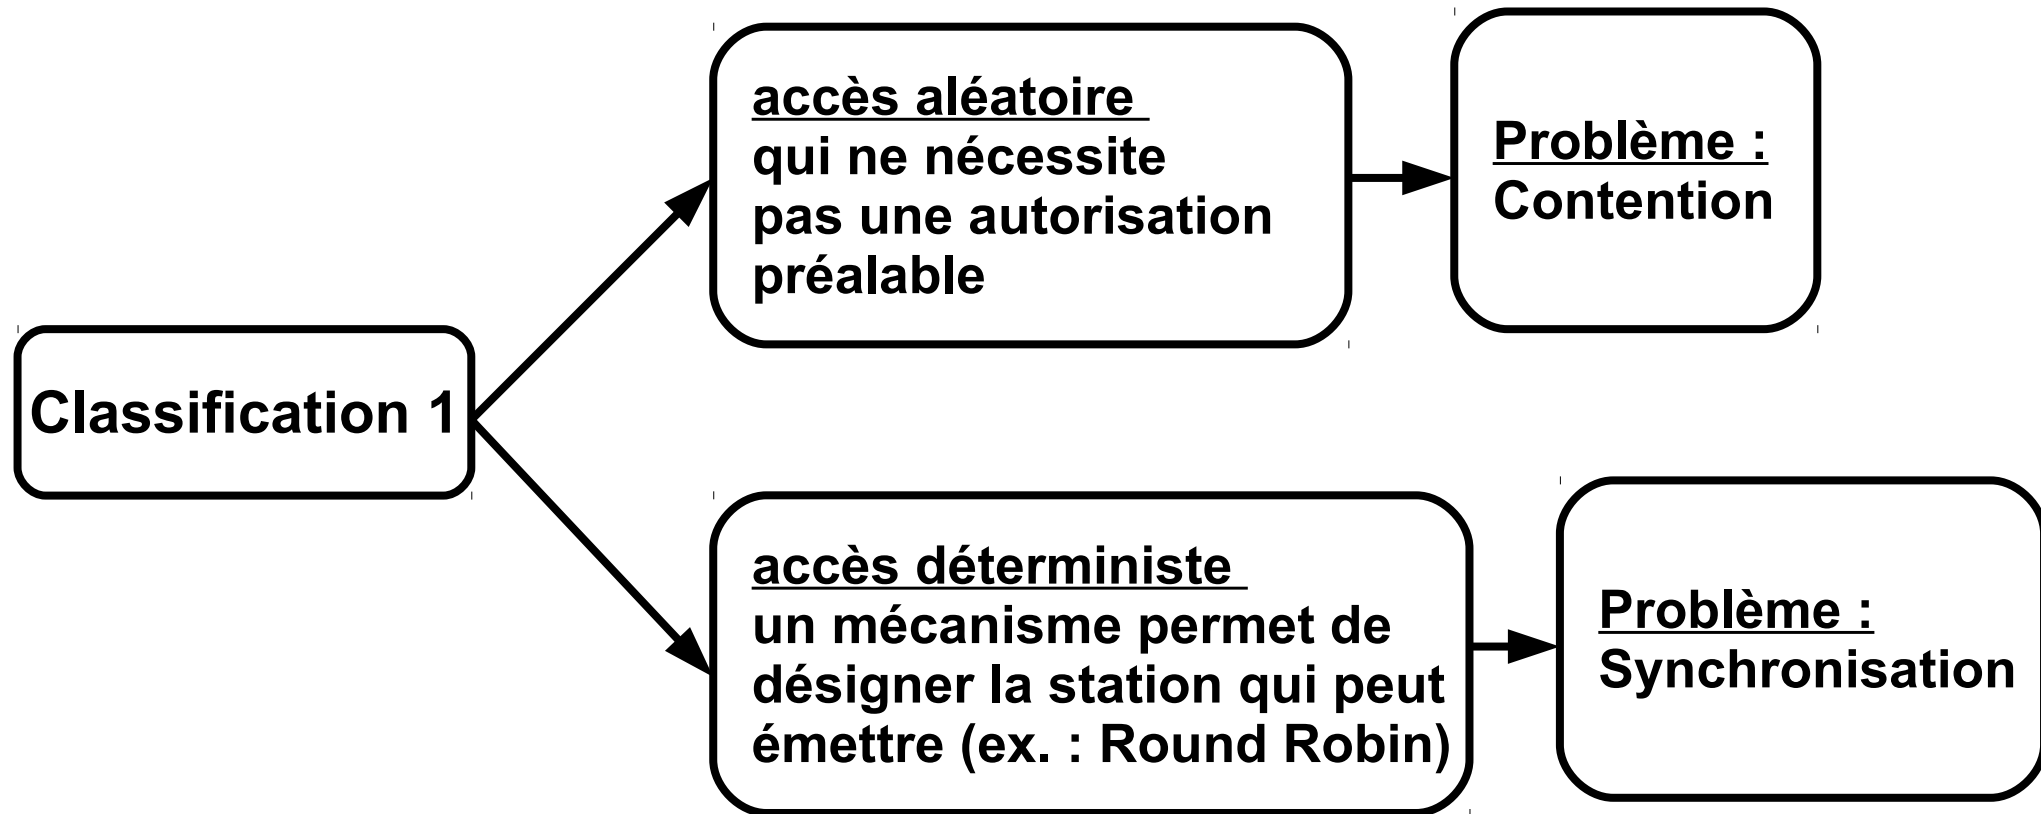 accès aléatoire
qui ne nécessite
pas une autorisation
préalable
Problème :
Contention
Classification 1
accès déterministe
un mécanisme permet de
désigner la station qui peut
émettre (ex. : Round Robin)
Problème :
Synchronisation